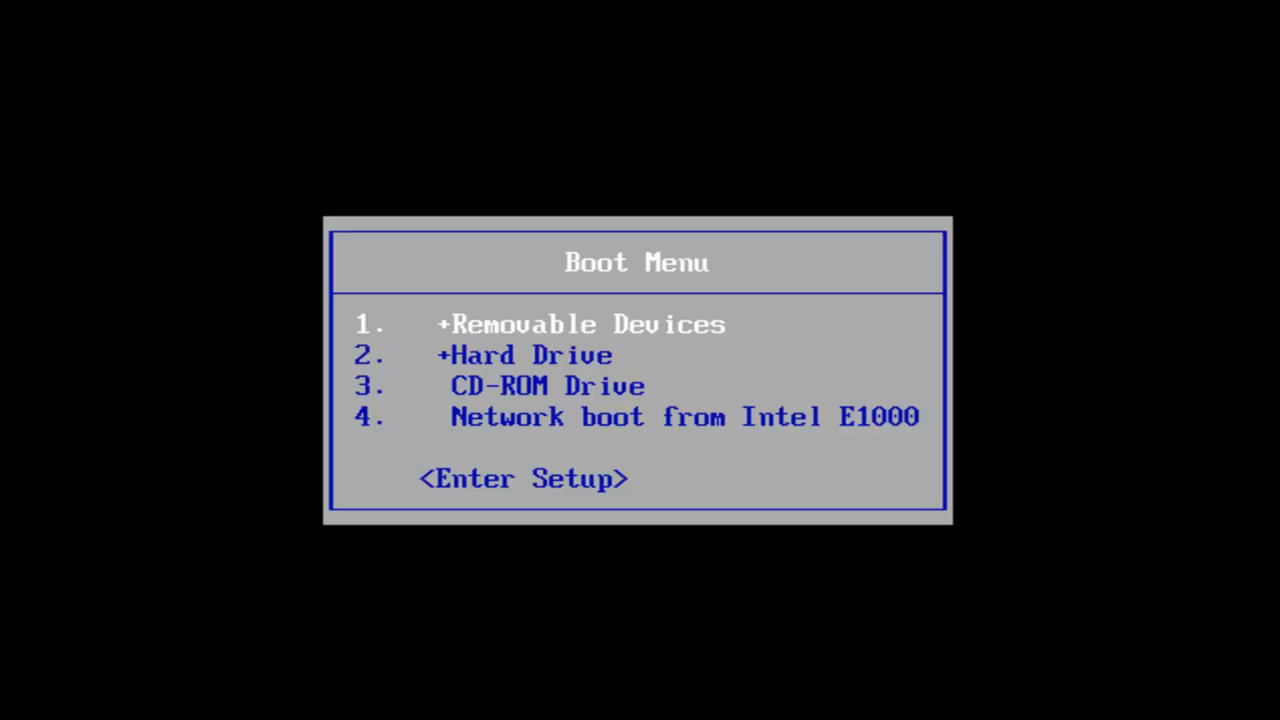 Boot Menu
1. +Removable Devices
2. +Hard Drive
3. CD-ROM Drive
4. Network boot from Intel E1000
<Enter Setup>